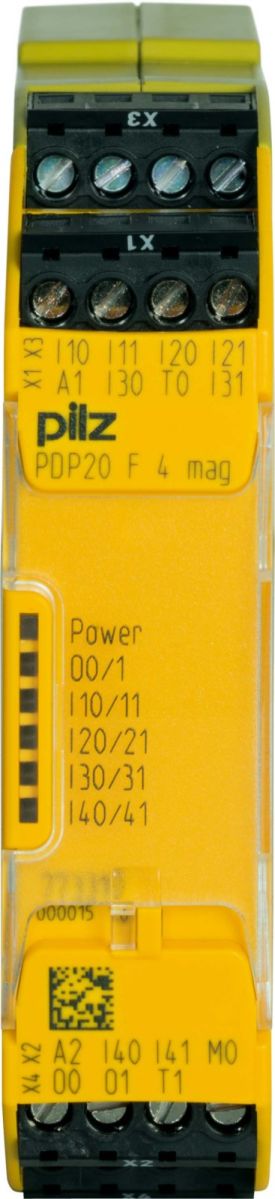 X3
X1
X3 I10 I11 I20 I21
X1 A1 I30 T0 I31
pilz
PDP20 F 4 mag
Power
O0/1
I10/11
I20/21
I30/31
I40/41
000015
X2 A2 I40 I41 M0
X4 O0 O1 T1
X2